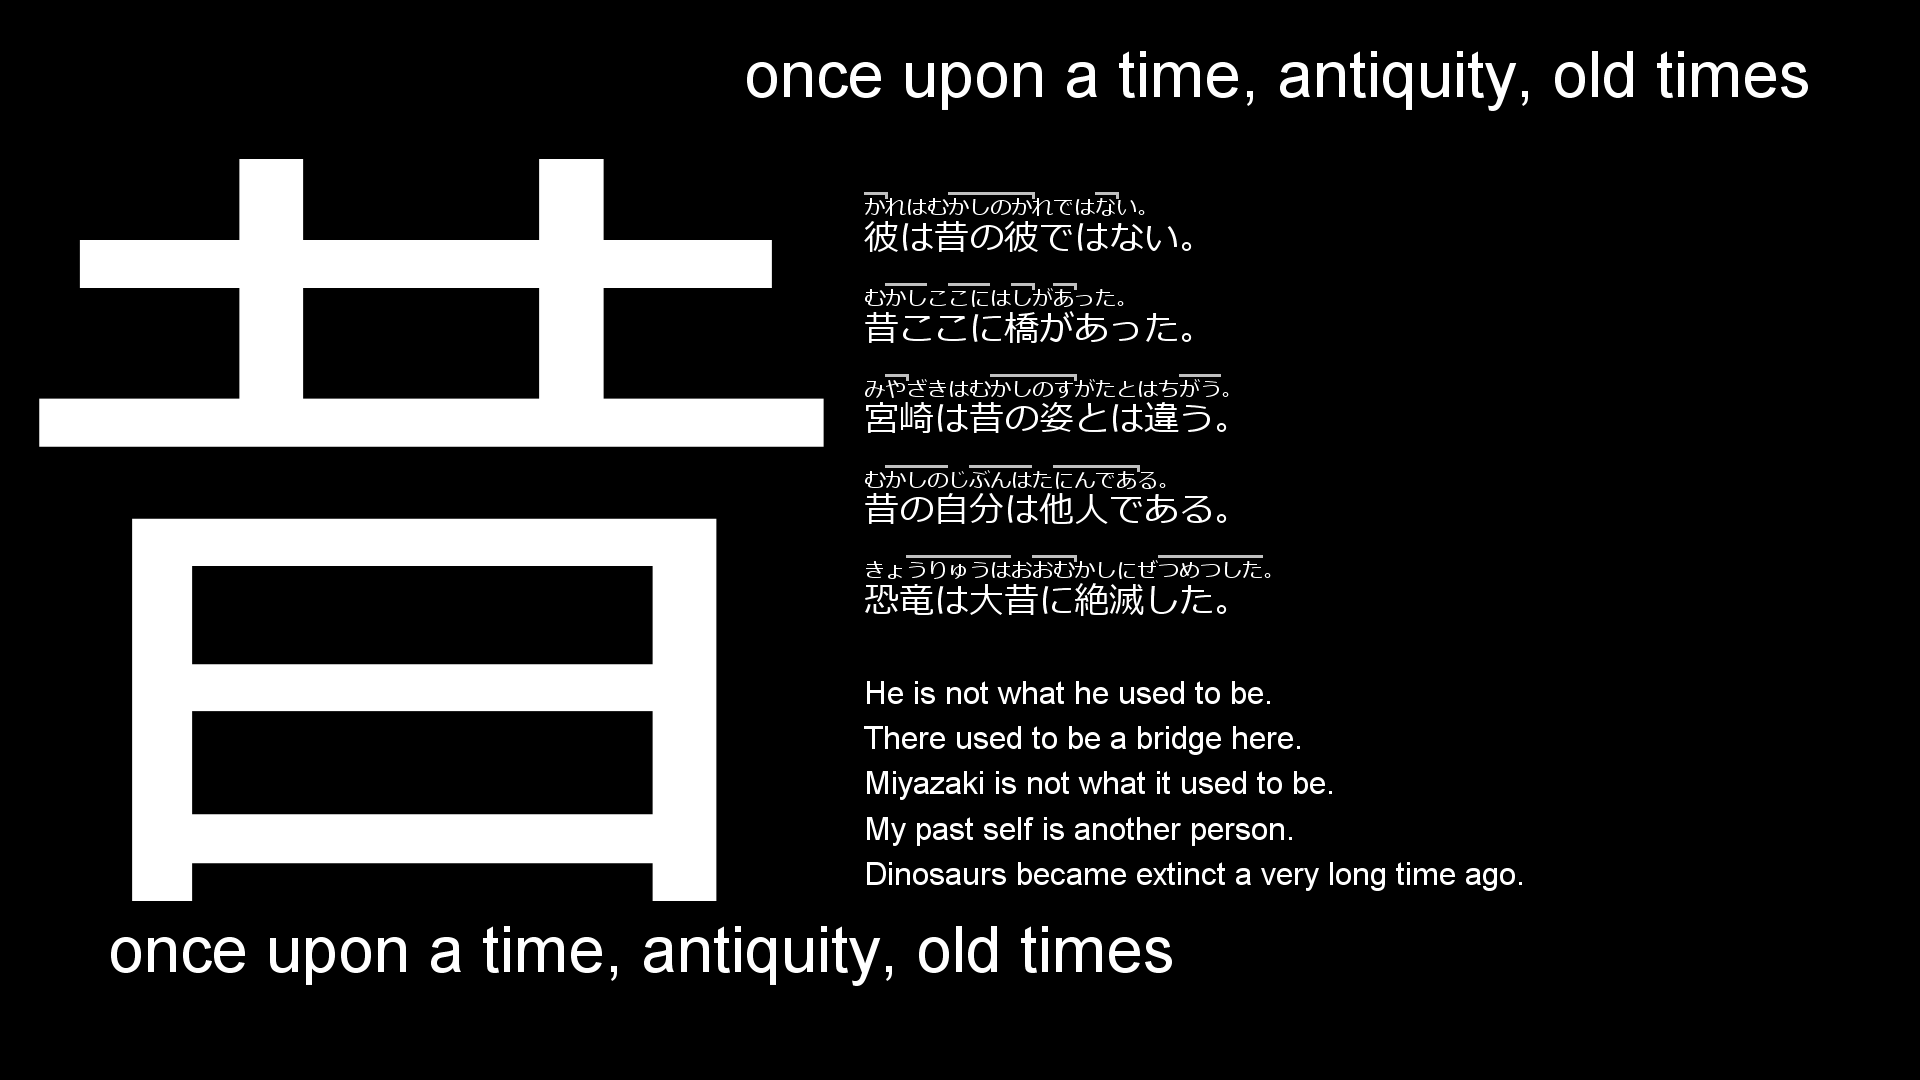 once upon a time, antiquity, old times
昔
かれはむかしのかれではない。
彼は昔の彼ではない。
むかしここにはしがあった。
昔ここに橋があった。
みやざきはむかしのすがたとはちがう。
宮崎は昔の姿とは違う。
むかしのじぶんはたにんである。
昔の自分は他人である。
きょうりゅうはおおむかしにぜつめつした。
恐竜は大昔に絶滅した。
He is not what he used to be.
There used to be a bridge here.
Miyazaki is not what it used to be.
My past self is another person.
Dinosaurs became extinct a very long time ago.
once upon a time, antiquity, old times